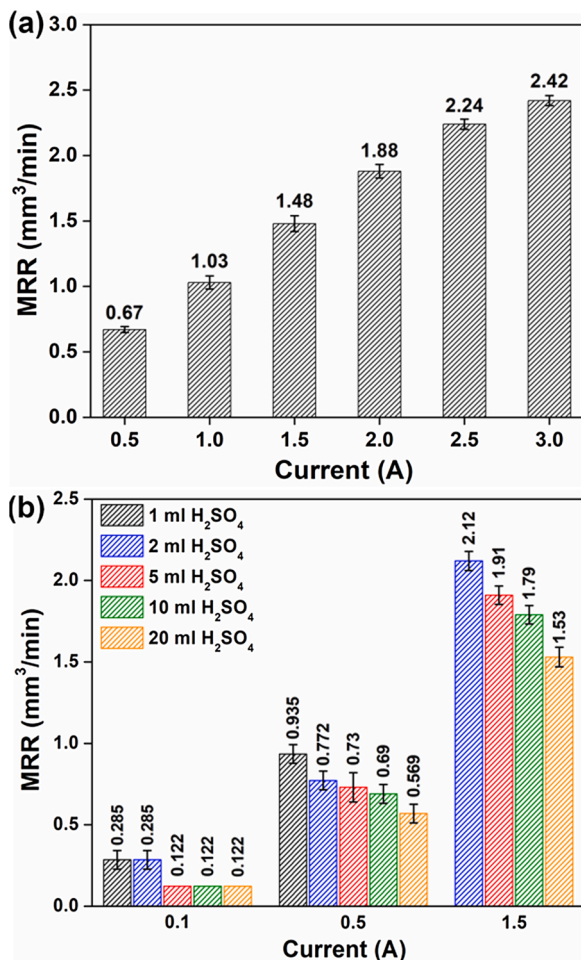 (a)
MRR (mm³/min)
3.0
2.5
2.0
1.5
1.0
0.5
0.0
0.67
1.03
1.48
1.88
2.24
2.42
0.5 1.0 1.5 2.0 2.5 3.0
Current (A)
(b)
MRR (mm³/min)
2.5
2.0
1.5
1.0
0.5
0.0
1 ml H₂SO₄
2 ml H₂SO₄
5 ml H₂SO₄
10 ml H₂SO₄
20 ml H₂SO₄
0.285
0.285
0.122
0.122
0.122
0.935
0.772
0.73
0.69
0.569
2.12
1.91
1.79
1.53
0.1 0.5 1.5
Current (A)